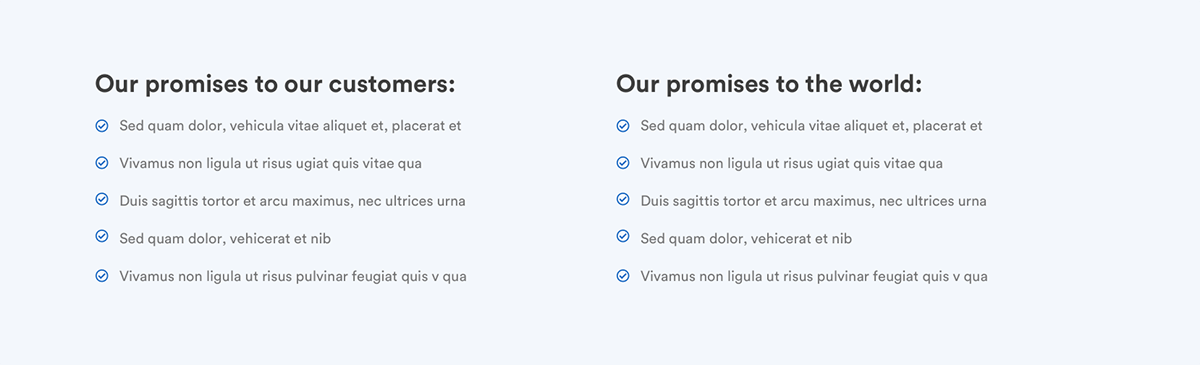 Our promises to our customers:
Sed quam dolor, vehicula vitae aliquet et, placerat et
Vivamus non ligula ut risus ugiat quis vitae qua
Duis sagittis tortor et arcu maximus, nec ultrices urna
Sed quam dolor, vehicerat et nib
Vivamus non ligula ut risus pulvinar feugiat quis v qua
Our promises to the world:
Sed quam dolor, vehicula vitae aliquet et, placerat et
Vivamus non ligula ut risus ugiat quis vitae qua
Duis sagittis tortor et arcu maximus, nec ultrices urna
Sed quam dolor, vehicerat et nib
Vivamus non ligula ut risus pulvinar feugiat quis v qua